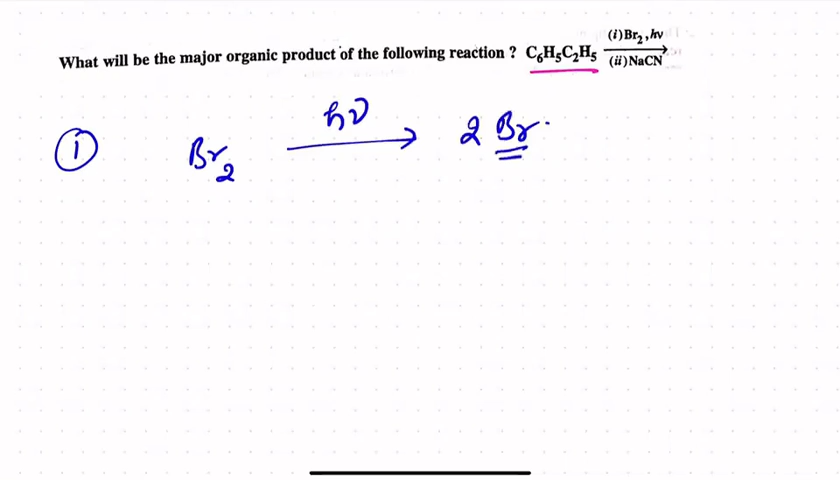 What will be the major organic product of the following reaction ? C₆H₅C₂H₅ (i)Br₂,hv (ii)NaCN →
① Br₂ hν → 2 Br·